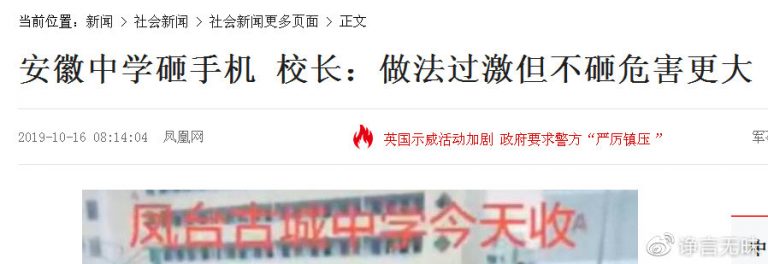 当前位置：新闻 > 社会新闻 > 社会新闻更多页面 > 正文
安徽中学砸手机 校长：做法过激但不砸危害更大
2019-10-16 08:14:04 凤凰网
英国示威活动加剧 政府要求警方“严厉镇压 ”
凤台古城中学今天收
诤言无昧